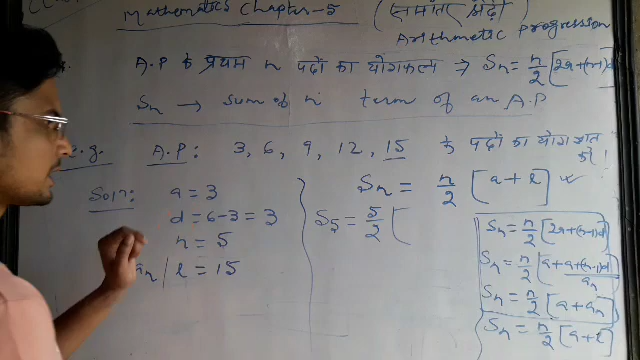 Mathematics Chapter-5 (समांतर श्रेढ़ी)
Arithmetic Progression
A.P के प्रथम n पदों का योगफल → Sn = n/2 [2a+(n-1)d]
Sn → sum of n term of an A.P
e.g. A.P: 3, 6, 9, 12, 15 के पदों का योग ज्ञात करें!
Sol?: a = 3
d = 6-3 = 3
n = 5
an / l = 15
Sn = n/2 [a+l]
S5 = 5/2 [
Sn = n/2 [2a+(n-1)d]
Sn = n/2 [a+a+(n-1)d]
an
Sn = n/2 [a+an]
Sn = n/2 [a+l]